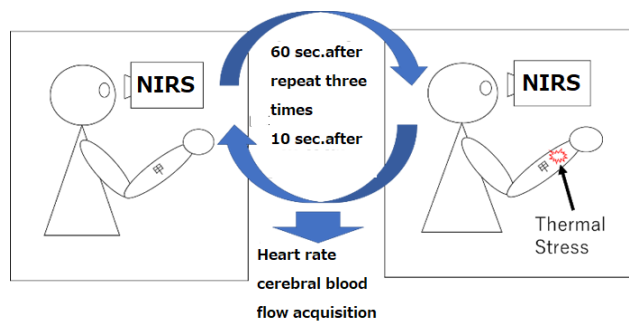 NIRS
甲
60 sec.after
repeat three
times
10 sec.after
NIRS
甲
Thermal
Stress
Heart rate
cerebral blood
flow acquisition